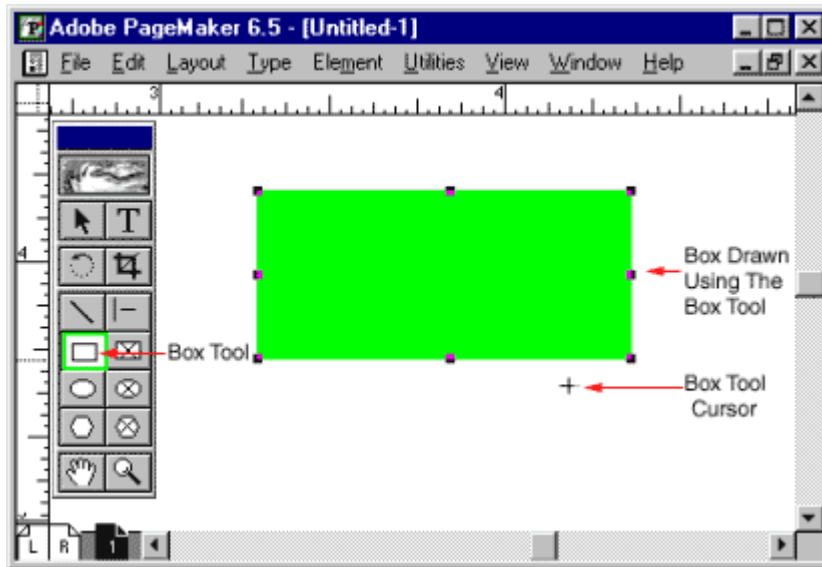 Adobe PageMaker 6.5 - [Untitled-1]
File Edit Layout Type Element Utilities View Window Help
3 4
T
4
Box Drawn
Using The
Box Tool
Box Tool
Box Tool
Cursor
L R 1